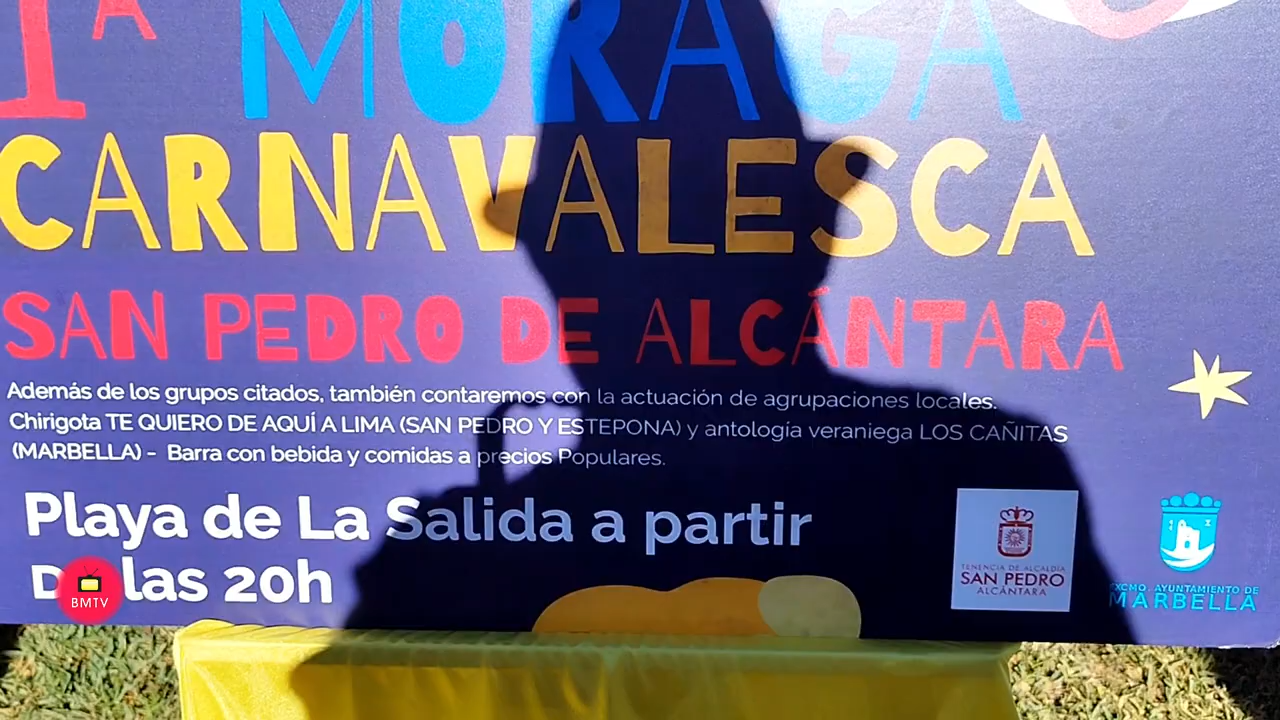 1ª MORAGA
CARNAVALESCA
SAN PEDRO DE ALCÁNTARA
Además de los grupos citados, también contaremos con la actuación de agrupaciones locales.
Chirigota TE QUIERO DE AQUÍ A LIMA (SAN PEDRO Y ESTEPONA) y antología veraniega LOS CAÑITAS
(MARBELLA) - Barra con bebida y comidas a precios Populares.
Playa de La Salida a partir
las 20h
BMTV
TENENCIA DE ALCALDÍA
SAN PEDRO
ALCÁNTARA
EXCMO. AYUNTAMIENTO DE
MARBELLA